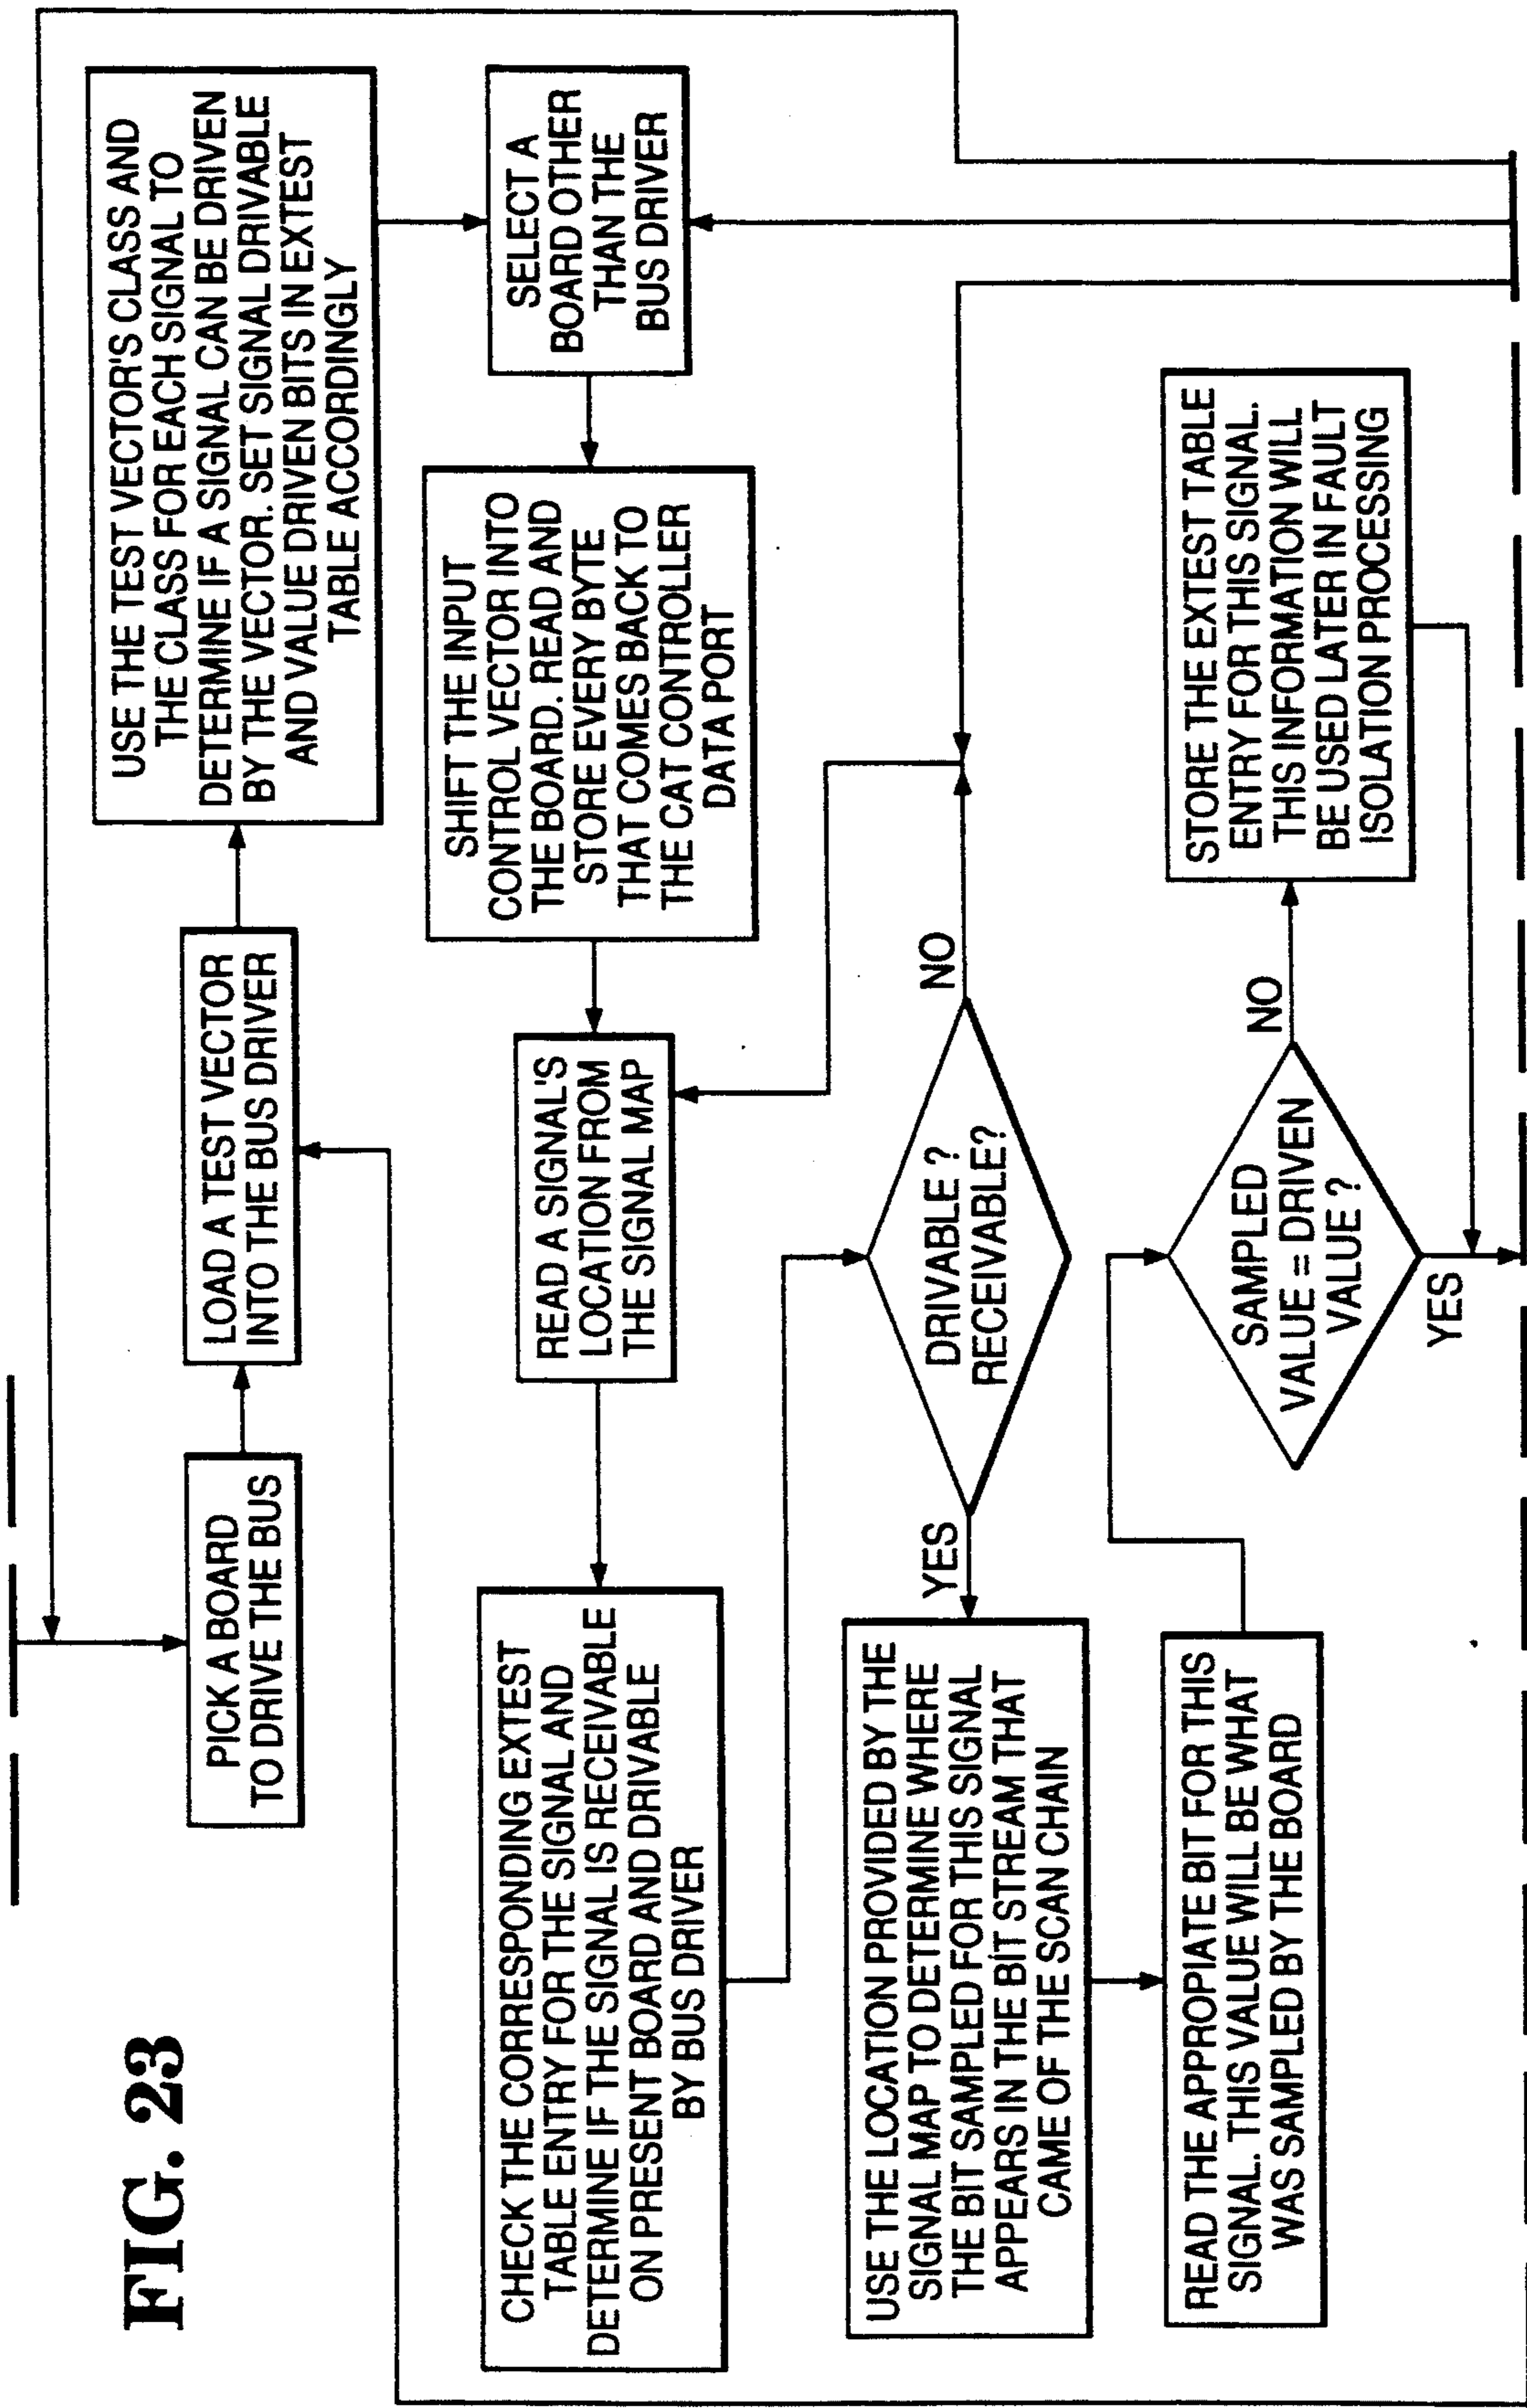 FIG. 23
PICK A BOARD
TO DRIVE THE BUS
LOAD A TEST VECTOR
INTO THE BUS DRIVER
USE THE TEST VECTOR'S CLASS AND
THE CLASS FOR EACH SIGNAL TO
DETERMINE IF A SIGNAL CAN BE DRIVEN
BY THE VECTOR. SET SIGNAL DRIVABLE
AND VALUE DRIVEN BITS IN EXTEST
TABLE ACCORDINGLY
SELECT A
BOARD OTHER
THAN THE
BUS DRIVER
SHIFT THE INPUT
CONTROL VECTOR INTO
THE BOARD. READ AND
STORE EVERY BYTE
THAT COMES BACK TO
THE CAT CONTROLLER
DATA PORT
READ A SIGNAL'S
LOCATION FROM
THE SIGNAL MAP
CHECK THE CORRESPONDING EXTEST
TABLE ENTRY FOR THE SIGNAL AND
DETERMINE IF THE SIGNAL IS RECEIVABLE
ON PRESENT BOARD AND DRIVABLE
BY BUS DRIVER
DRIVABLE ?
RECEIVABLE?
NO
YES
USE THE LOCATION PROVIDED BY THE
SIGNAL MAP TO DETERMINE WHERE
THE BIT SAMPLED FOR THIS SIGNAL
APPEARS IN THE BIT STREAM THAT
CAME OF THE SCAN CHAIN
READ THE APPROPIATE BIT FOR THIS
SIGNAL. THIS VALUE WILL BE WHAT
WAS SAMPLED BY THE BOARD
SAMPLED
VALUE = DRIVEN
VALUE ?
NO
YES
STORE THE EXTEST TABLE
ENTRY FOR THIS SIGNAL.
THIS INFORMATION WILL
BE USED LATER IN FAULT
ISOLATION PROCESSING